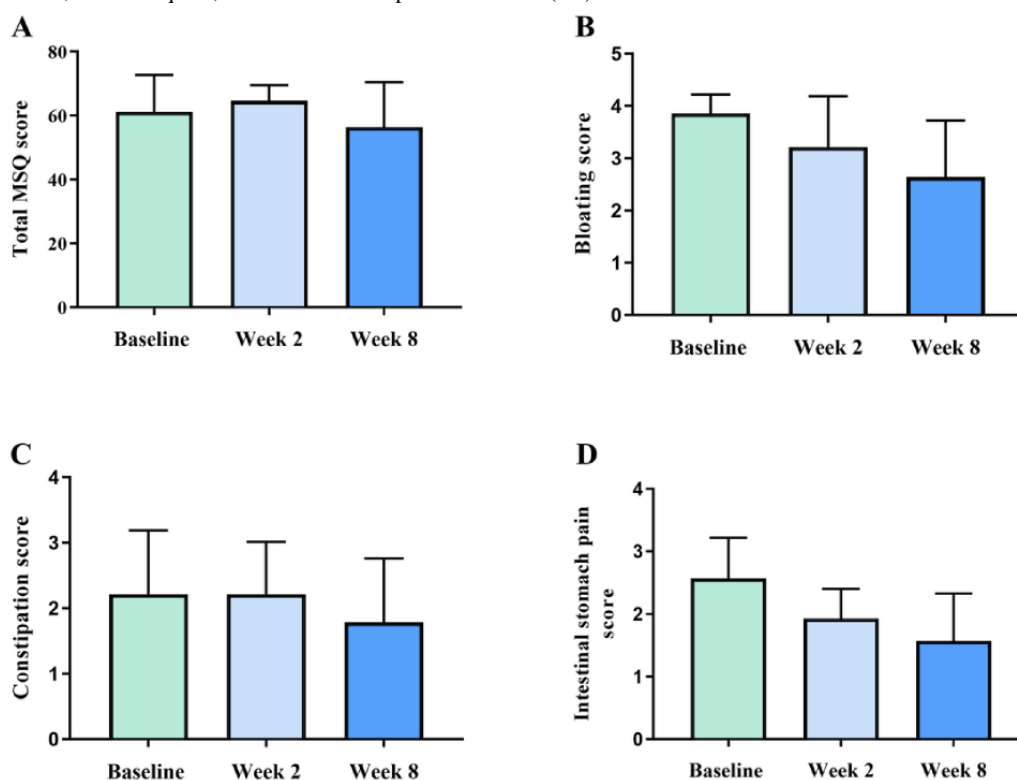 A
Total MSQ score
80
60
40
20
0
Baseline Week 2 Week 8
B
Bloating score
5
4
3
2
1
0
Baseline Week 2 Week 8
C
Constipation score
4
3
2
1
0
Baseline Week 2 Week 8
D
Intestinal stomach pain
score
4
3
2
1
0
Baseline Week 2 Week 8